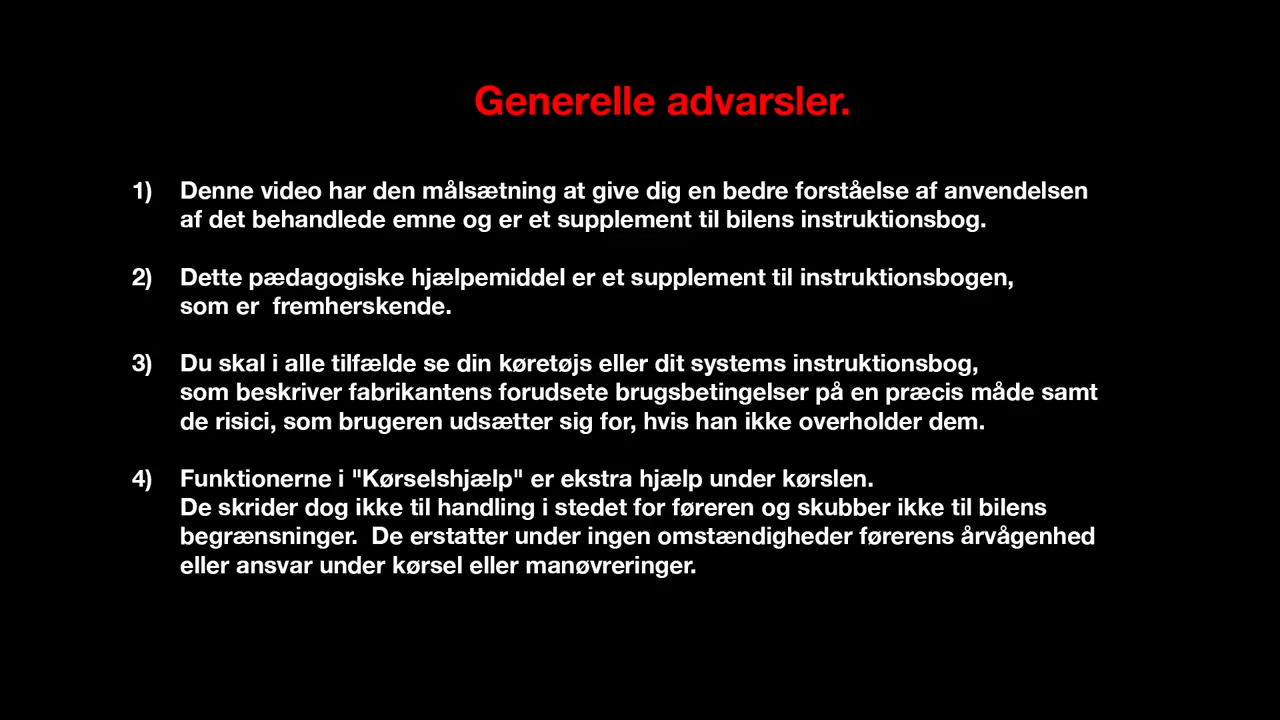 Generelle advarsler.
1) Denne video har den målsætning at give dig en bedre forståelse af anvendelsen
af det behandlede emne og er et supplement til bilens instruktionsbog.
2) Dette pædagogiske hjælpemiddel er et supplement til instruktionsbogen,
som er  fremherskende.
3) Du skal i alle tilfælde se din køretøjs eller dit systems instruktionsbog,
som beskriver fabrikantens forudsete brugsbetingelser på en præcis måde samt
de risici, som brugeren udsætter sig for, hvis han ikke overholder dem.
4) Funktionerne i "Kørselshjælp" er ekstra hjælp under kørslen.
De skrider dog ikke til handling i stedet for føreren og skubber ikke til bilens
begrænsninger.  De erstatter under ingen omstændigheder førerens årvågenhed
eller ansvar under kørsel eller manøvreringer.